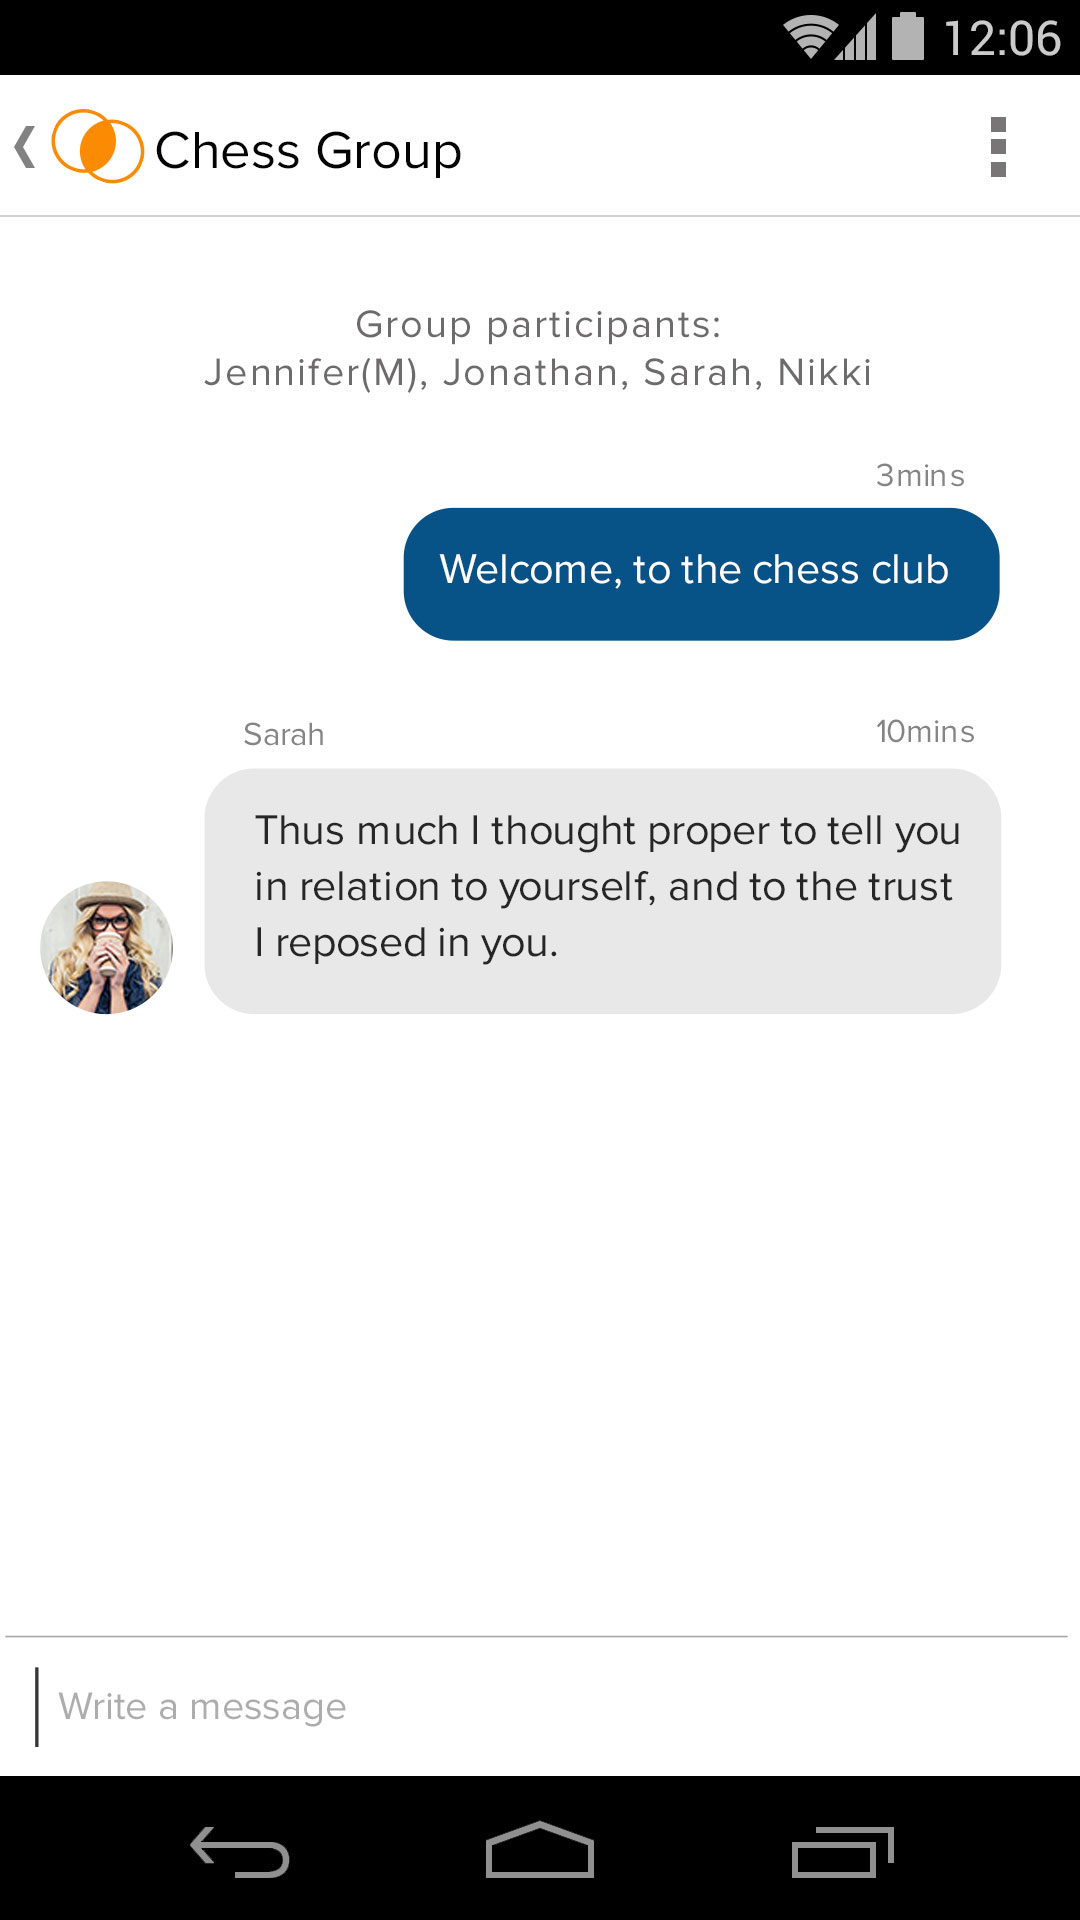 12:06
Chess Group
Group participants:
Jennifer(M), Jonathan, Sarah, Nikki
3mins
Welcome, to the chess club
Sarah
10mins
Thus much I thought proper to tell you
in relation to yourself, and to the trust
I reposed in you.
Write a message